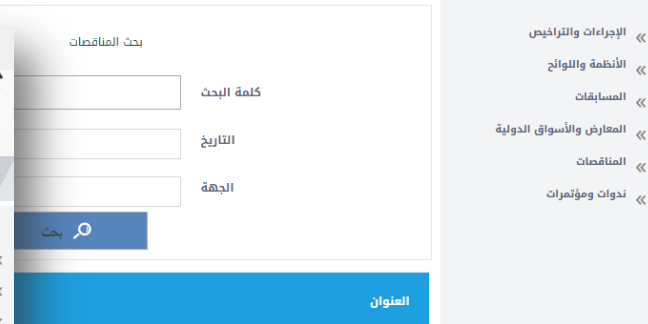 الإجراءات والتراخيص
الأنظمة واللوائح
المسابقات
المعارض والأسواق الدولية
المناقصات
ندوات ومؤتمرات
بحث المناقصات
كلمة البحث
التاريخ
الجهة
بحث
العنوان